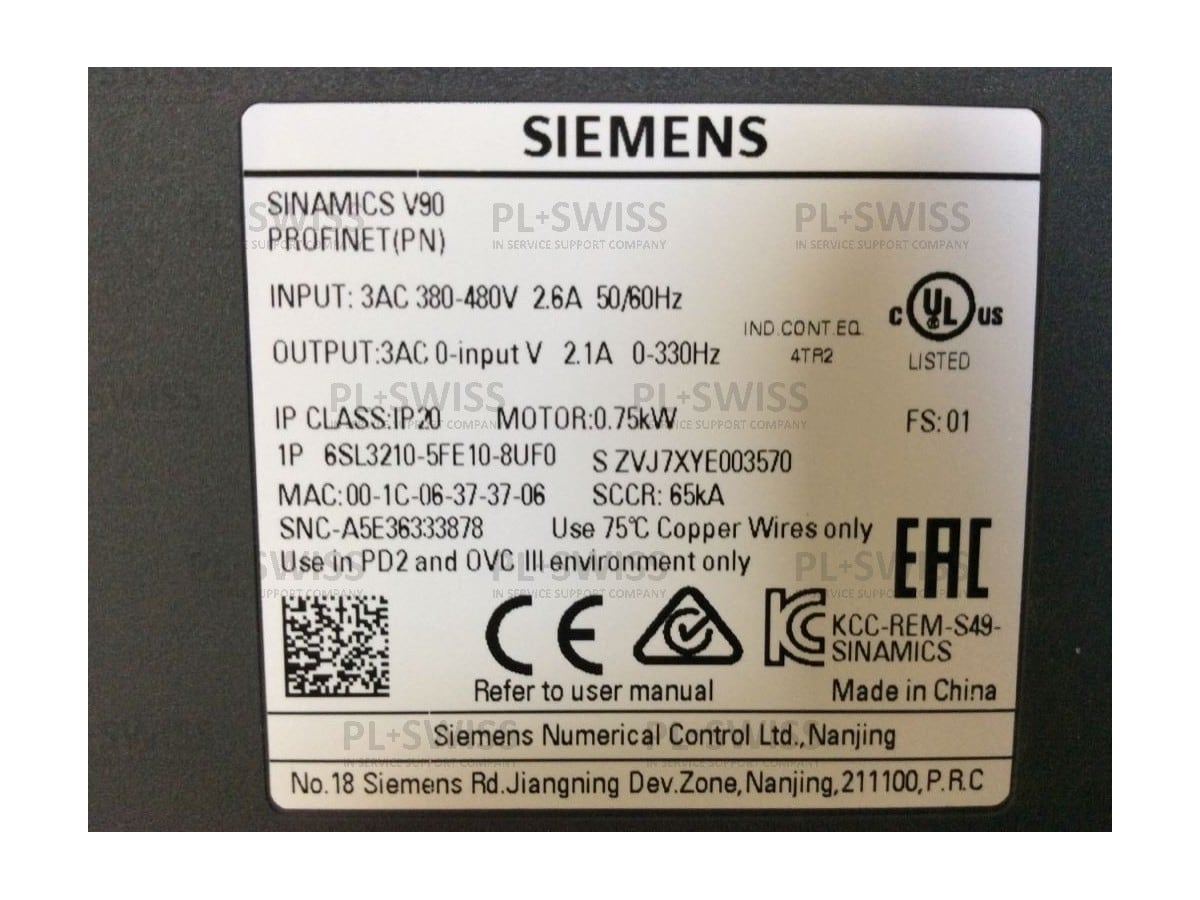 SIEMENS
SINAMICS V90
PROFINET(PN)
INPUT: 3AC 380-480V 2.6A 50/60Hz
OUTPUT:3AC 0-input V 2.1A 0-330Hz
IND.CONT.EQ.
4TR2
C UL US
LISTED
IP CLASS:IP20 MOTOR:0.75kW
FS: 01
1P 6SL3210-5FE10-8UF0 S ZVJ7XYE003570
MAC:00-1C-06-37-37-06 SCCR: 65kA
SNC-A5E36333878 Use 75℃ Copper Wires only
Use in PD2 and OVC III environment only
EAC
CE
KC
KCC-REM-S49-
SINAMICS
Refer to user manual Made in China
Siemens Numerical Control Ltd.,Nanjing
No.18 Siemens Rd.Jiangning Dev.Zone,Nanjing,211100,P.R.C
PL+SWISS
IN SERVICE SUPPORT COMPANY